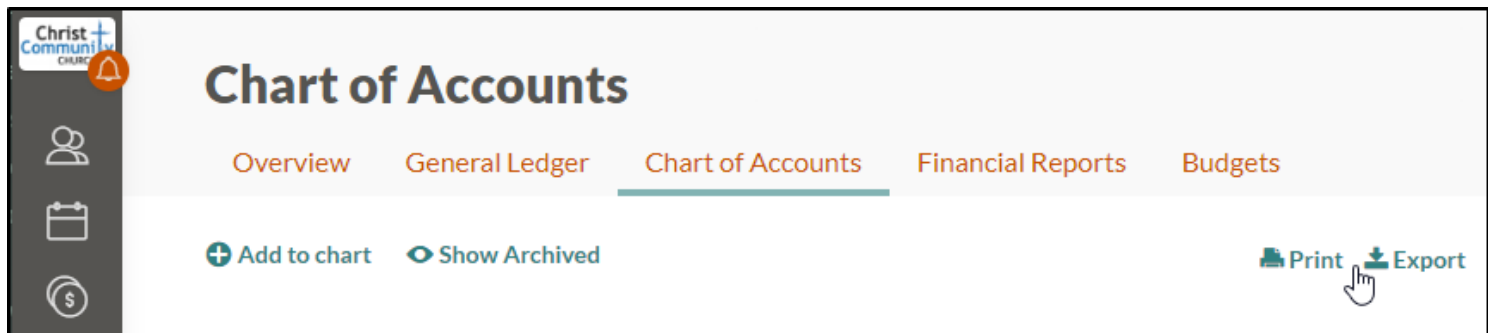 Christ
Community
CHURCH
Chart of Accounts
Overview General Ledger Chart of Accounts Financial Reports Budgets
Add to chart Show Archived Print Export
$